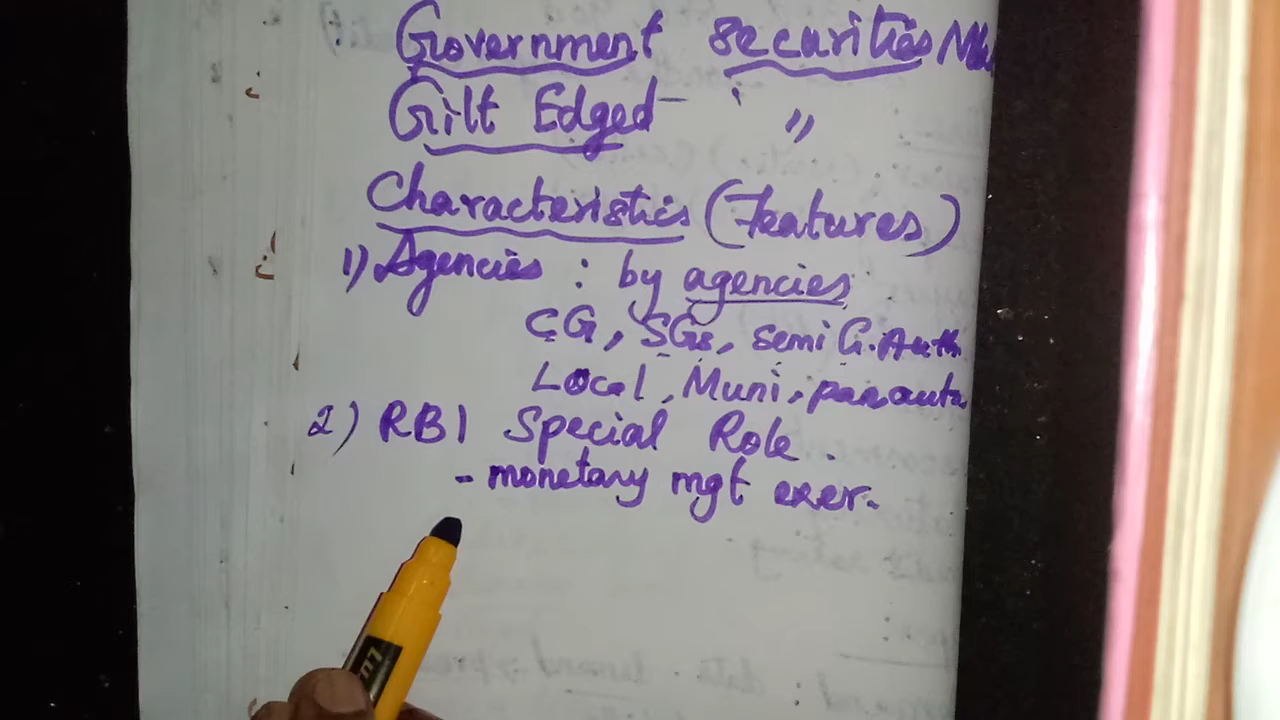 Government securities
Gilt Edged - "
Characteristics (Features)
1) Agencies : by agencies
CG, SGs, semi G. Auth
Local, Muni,
2) RBI Special Role.
- monetary mgt exer.